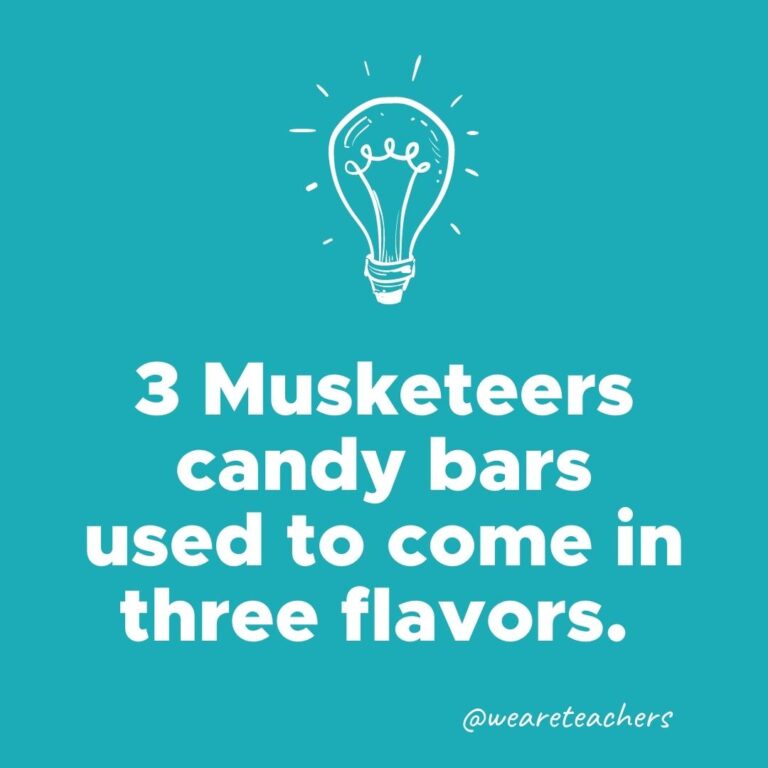 3 Musketeers
candy bars
used to come in
three flavors.
@weareteachers